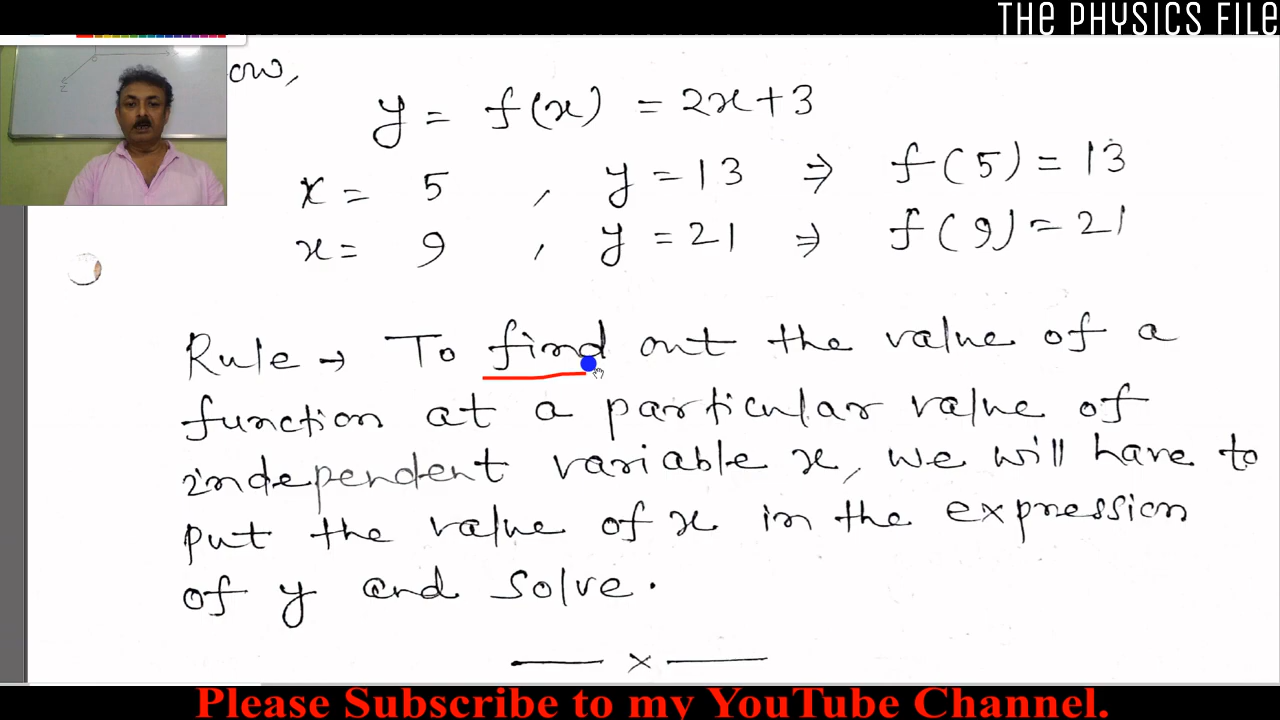 THE PHYSICS FILE
ow,
y = f(x) = 2x+3
x = 5 , y = 13 ⇒ f(5) = 13
x = 9 , y = 21 ⇒ f(9) = 21
Rule → To find out the value of a
function at a particular value of
independent variable x, we will have to
put the value of x in the expression
of y and solve.
x
Please Subscribe to my YouTube Channel.